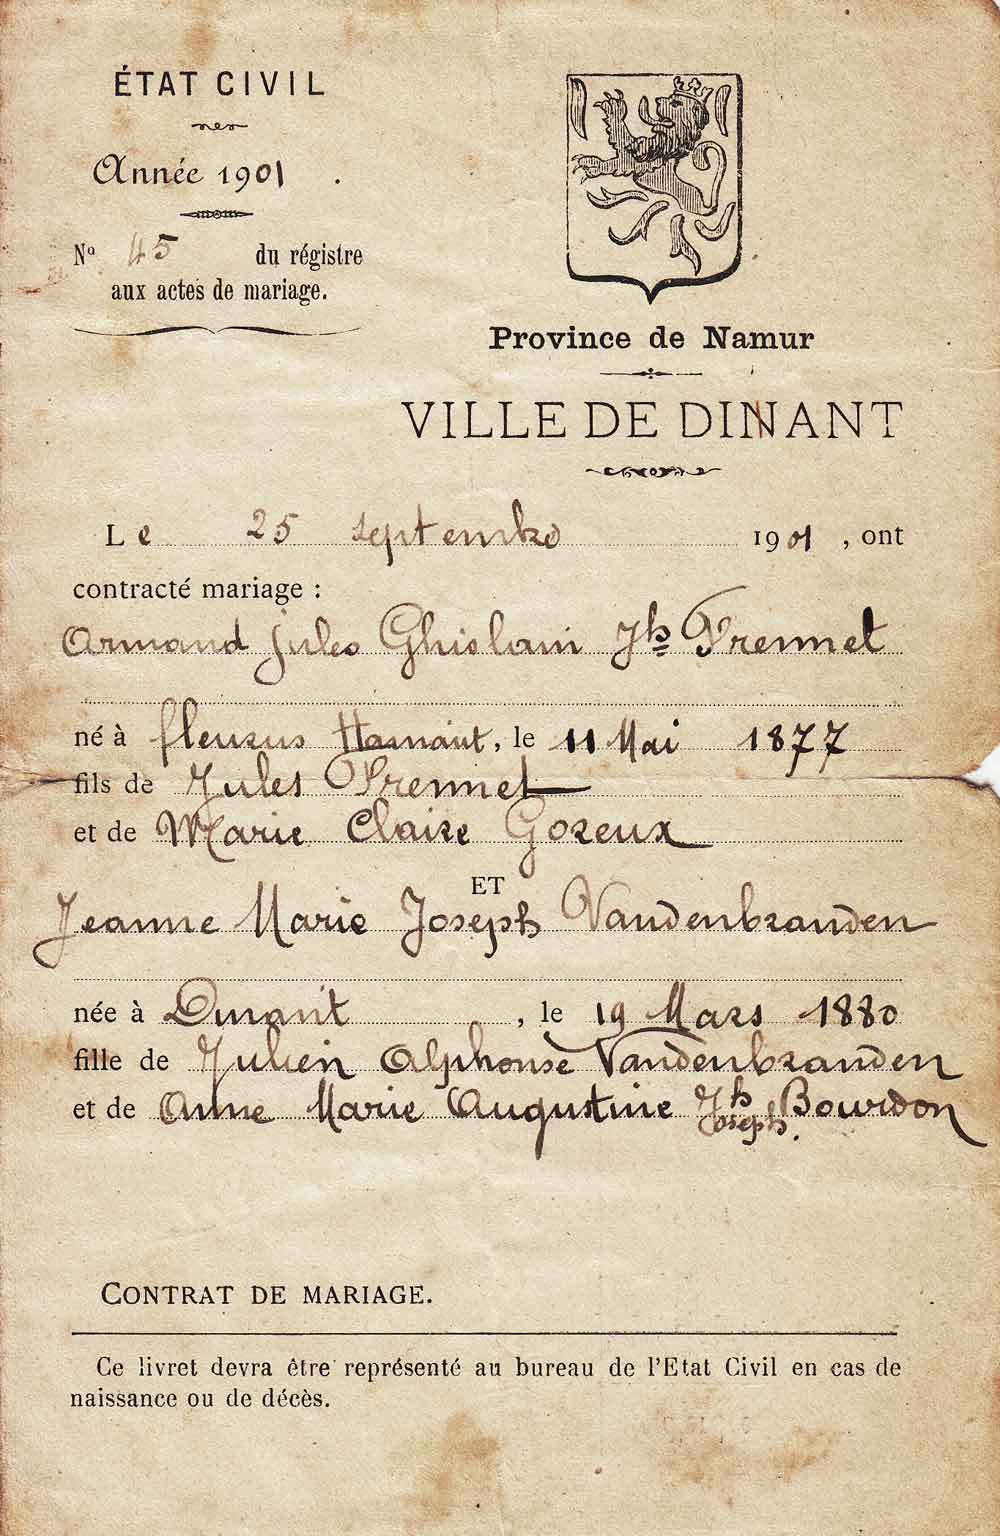 ÉTAT CIVIL
Année 1901.
Nº 45 du régistre
aux actes de mariage.
Province de Namur
VILLE DE DINANT
Le 25 septembre 1901, ont
contracté mariage :
Armand Jules Ghislain Jh Frennet
né à fleurus Hainaut, le 11 Mai 1877
fils de Jules Frennet
et de Marie Claire Gozeux
ET
Jeanne Marie Joseph Vandenbranden
née à Dinant, le 19 Mars 1880
fille de Julien Alphonse Vandenbranden
et de Anne Marie Augustine Jh Bourdon
Joseph.
CONTRAT DE MARIAGE.
Ce livret devra être représenté au bureau de l'Etat Civil en cas de
naissance ou de décès.